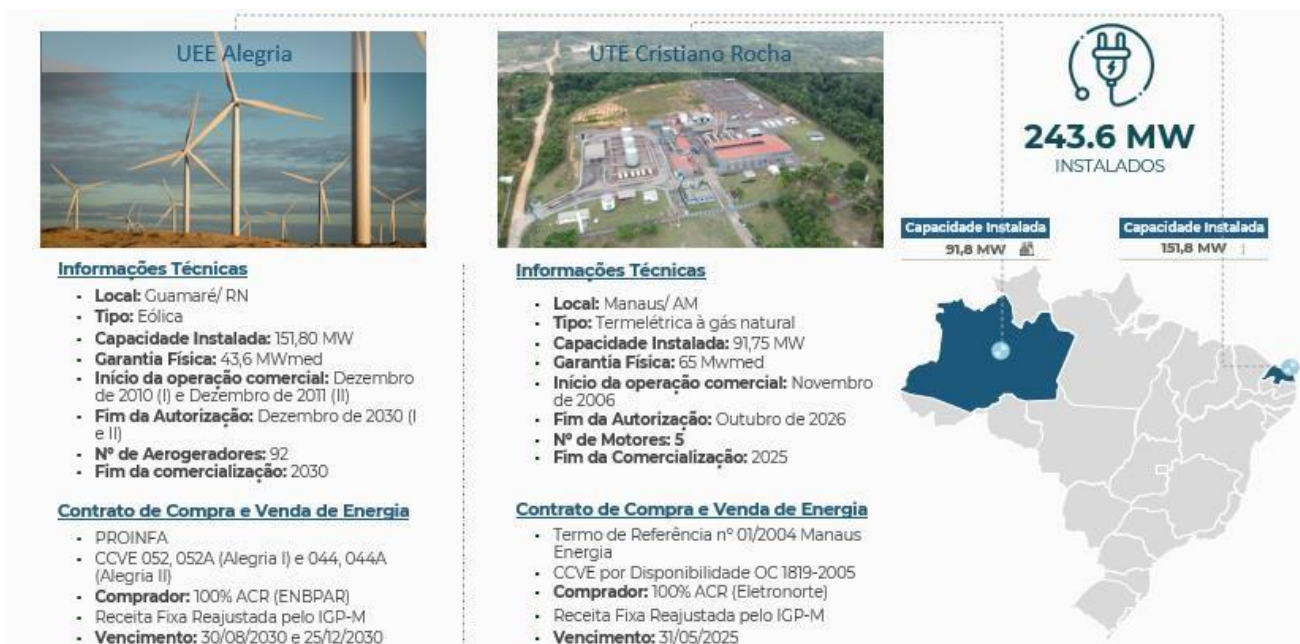 UEE Alegria
Informações Técnicas
• Local: Guamaré/ RN
• Tipo: Eólica
• Capacidade Instalada: 151,80 MW
• Garantia Física: 43,6 MWmed
• Início da operação comercial: Dezembro
de 2010 (I) e Dezembro de 2011 (II)
• Fim da Autorização: Dezembro de 2030 (I
e II)
• Nº de Aerogeradores: 92
• Fim da comercialização: 2030
Contrato de Compra e Venda de Energia
• PROINFA
• CCVE 052, 052A (Alegria I) e 044, 044A
(Alegria II)
• Comprador: 100% ACR (ENBPAR)
• Receita Fixa Reajustada pelo IGP-M
• Vencimento: 30/08/2030 e 25/12/2030
UTE Cristiano Rocha
Informações Técnicas
• Local: Manaus/ AM
• Tipo: Termelétrica à gás natural
• Capacidade Instalada: 91,75 MW
• Garantia Física: 65 Mwmed
• Início da operação comercial: Novembro
de 2006
• Fim da Autorização: Outubro de 2026
• Nº de Motores: 5
• Fim da Comercialização: 2025
Contrato de Compra e Venda de Energia
• Termo de Referência nº 01/2004 Manaus
Energia
• CCVE por Disponibilidade OC 1819-2005
• Comprador: 100% ACR (Eletronorte)
• Receita Fixa Reajustada pelo IGP-M
• Vencimento: 31/05/2025
243.6 MW
INSTALADOS
Capacidade Instalada
91,8 MW
Capacidade Instalada
151,8 MW